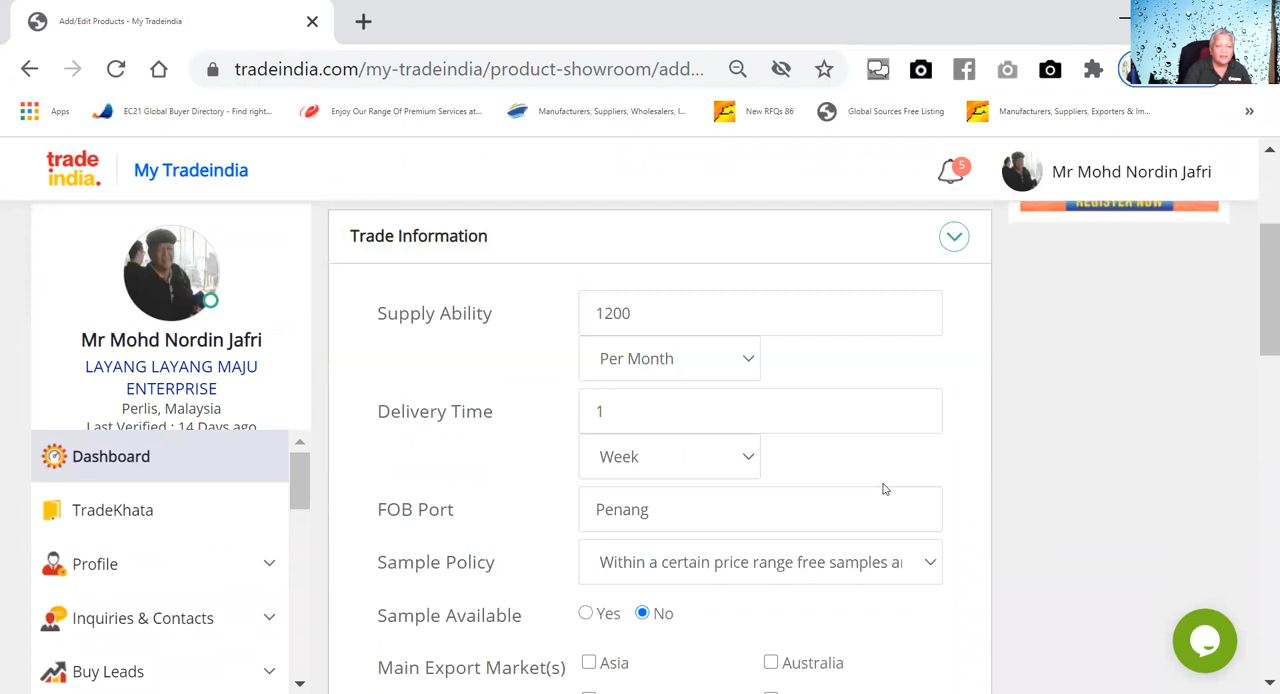 Add/Edit Products - My Tradeindia
tradeindia.com/my-tradeindia/product-showroom/add...
Apps
EC21 Global Buyer Directory - Find right...
Enjoy Our Range Of Premium Services at...
Manufacturers, Suppliers, Wholesalers, I...
New RFQs 86
Global Sources Free Listing
Manufacturers, Suppliers, Exporters & Im...
»
trade
india.
My Tradeindia
5
Mr Mohd Nordin Jafri
REGISTER NOW
Mr Mohd Nordin Jafri
LAYANG LAYANG MAJU
ENTERPRISE
Perlis, Malaysia
Last Verified : 14 Days ago
Dashboard
TradeKhata
Profile
Inquiries & Contacts
Buy Leads
Trade Information
Supply Ability
1200
Per Month
Delivery Time
1
Week
FOB Port
Penang
Sample Policy
Within a certain price range free samples a
Sample Available
Yes
No
Main Export Market(s)
Asia
Australia